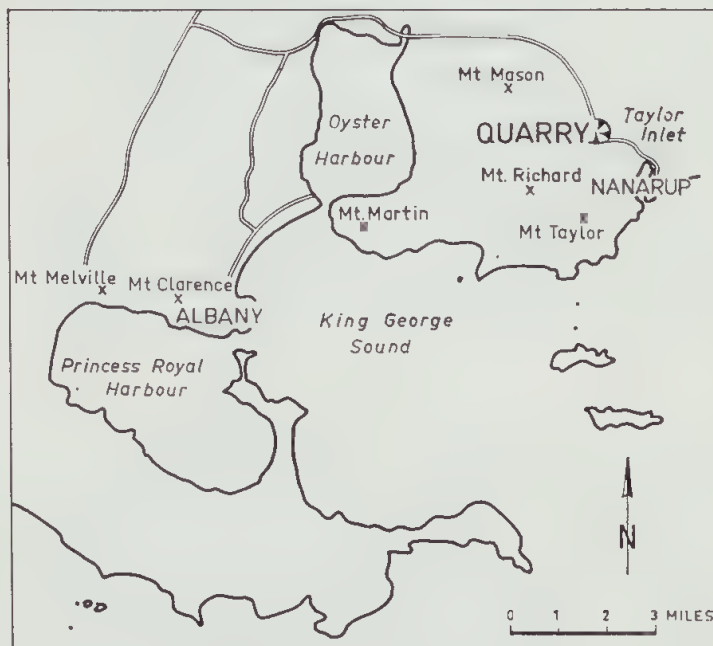 Mt Mason
Oyster
Harbour
QUARRY
Taylor
Inlet
Mt. Richard
NANARUP
Mt. Martin
Mt Taylor
Mt Melville
Mt Clarence
ALBANY
King George
Sound
Princess Royal
Harbour
N
0 1 2 3 MILES